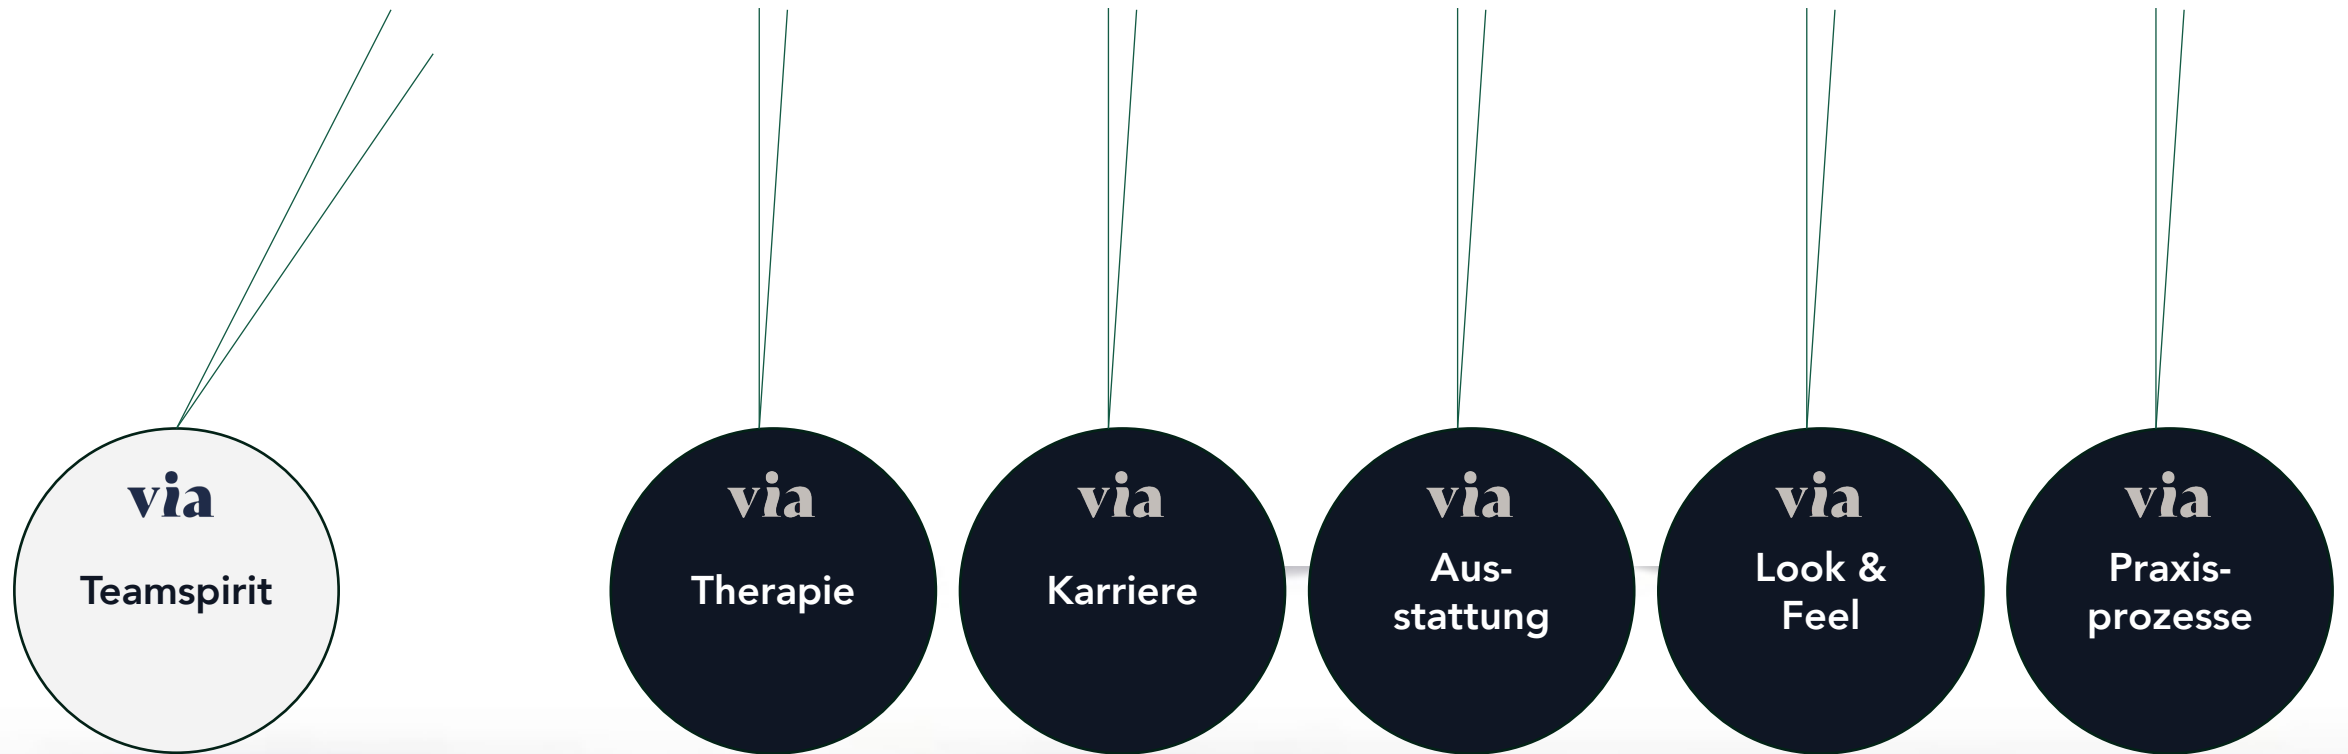 via
Teamspirit
via
Therapie
via
Karriere
via
Aus-
stattung
via
Look &
Feel
via
Praxis-
prozesse